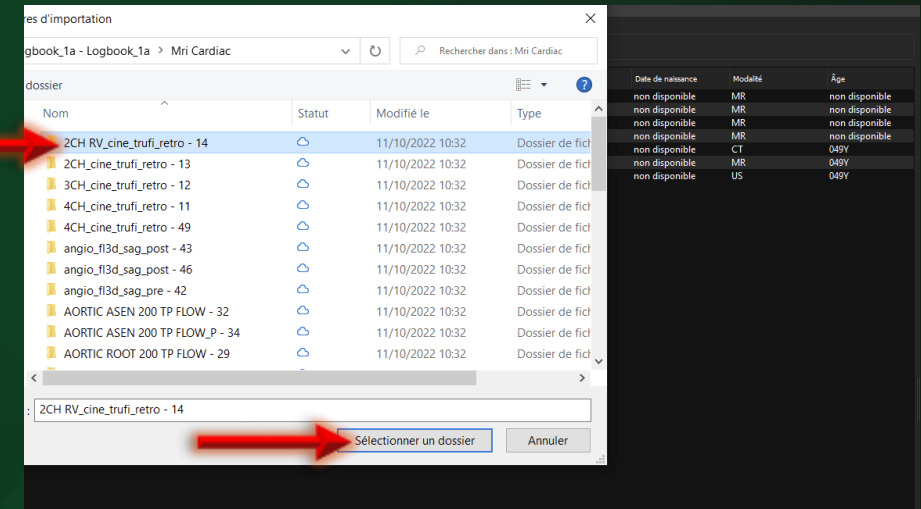 res d'importation
gbook_1a - Logbook_1a > Mri Cardiac
Rechercher dans : Mri Cardiac
dossier
Nom Statut Modifié le Type
2CH RV_cine_trufi_retro - 14 11/10/2022 10:32 Dossier de fich
2CH_cine_trufi_retro - 13 11/10/2022 10:32 Dossier de fich
3CH_cine_trufi_retro - 12 11/10/2022 10:32 Dossier de fich
4CH_cine_trufi_retro - 11 11/10/2022 10:32 Dossier de fich
4CH_cine_trufi_retro - 49 11/10/2022 10:32 Dossier de fich
angio_fl3d_sag_post - 43 11/10/2022 10:32 Dossier de fich
angio_fl3d_sag_post - 46 11/10/2022 10:32 Dossier de fich
angio_fl3d_sag_pre - 42 11/10/2022 10:32 Dossier de fich
AORTIC ASEN 200 TP FLOW - 32 11/10/2022 10:32 Dossier de fich
AORTIC ASEN 200 TP FLOW_P - 34 11/10/2022 10:32 Dossier de fich
AORTIC ROOT 200 TP FLOW - 29 11/10/2022 10:32 Dossier de fich
: 2CH RV_cine_trufi_retro - 14
Sélectionner un dossier Annuler
Date de naissance Modalité Âge
non disponible MR non disponible
non disponible MR non disponible
non disponible MR non disponible
non disponible MR non disponible
non disponible CT 049Y
non disponible MR 049Y
non disponible US 049Y